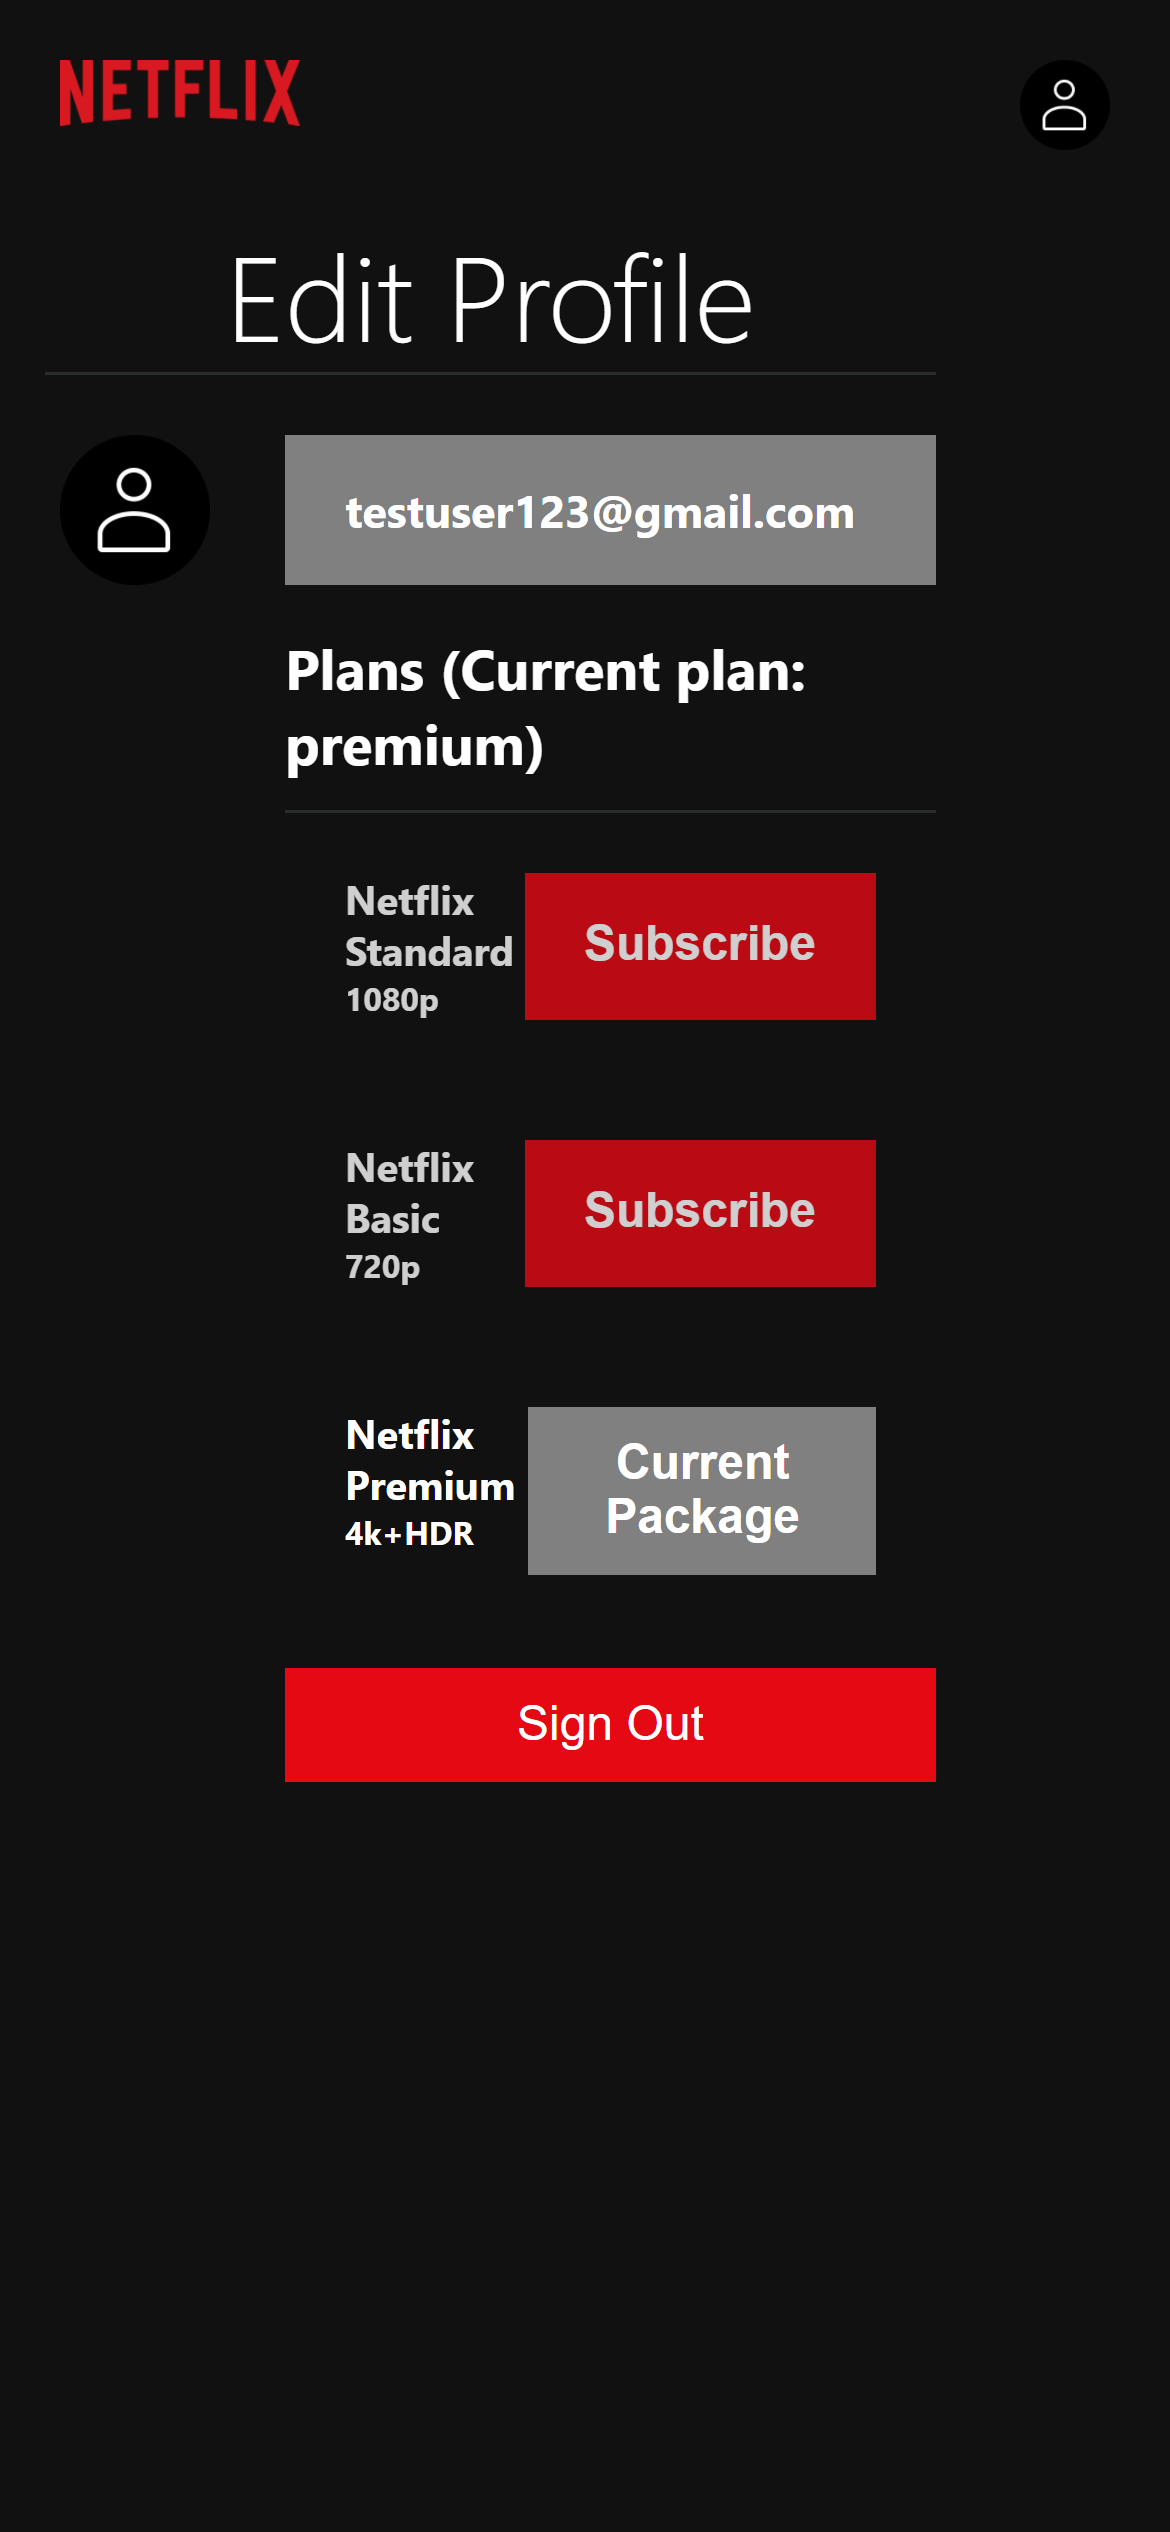 NETFLIX
Edit Profile
testuser123@gmail.com
Plans (Current plan:
premium)
Netflix
Standard
1080p
Subscribe
Netflix
Basic
720p
Subscribe
Netflix
Premium
4k+HDR
Current
Package
Sign Out